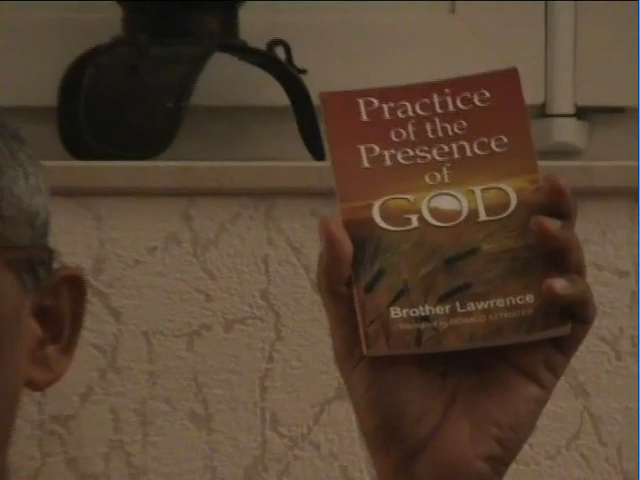 Practice
of the
Presence
of
GOD
Brother Lawrence